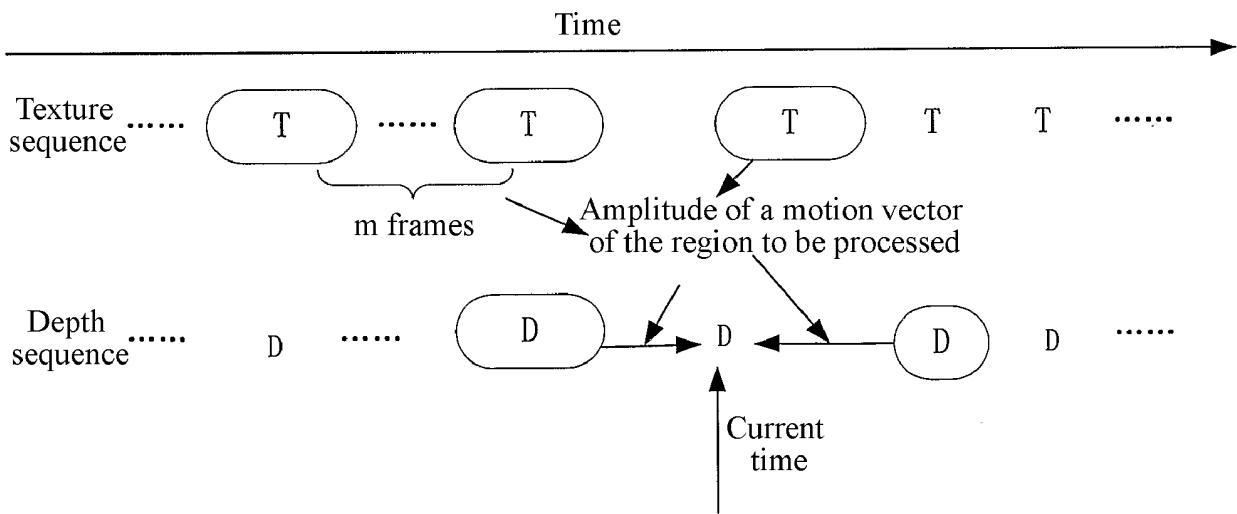 Time
Texture
sequence ······ T ······ T T T T ······
m frames
Amplitude of a motion vector
of the region to be processed
Depth
sequence ······ D ······ D D D D ······
Current
time